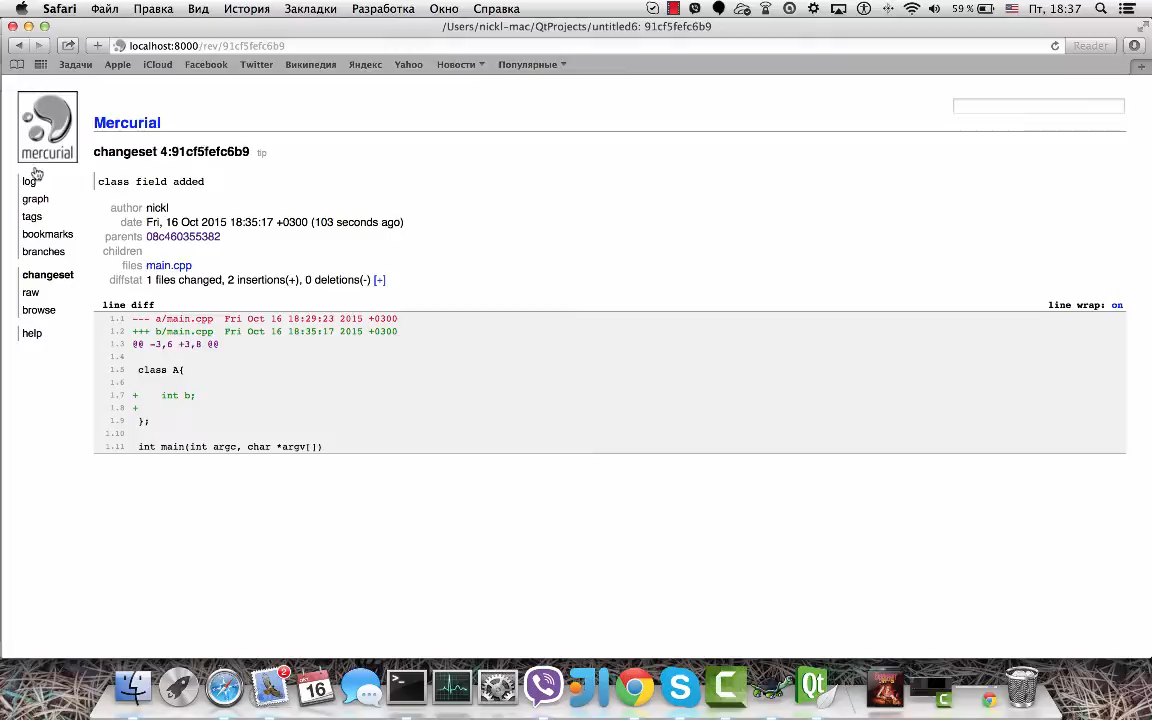 Safari Файл Правка Вид История Закладки Разработка Окно Справка 59 % Пт, 18:37
/Users/nickl-mac/QtProjects/untitled6: 91cf5fefc6b9
localhost:8000/rev/91cf5fefc6b9 Reader
Задачи Apple iCloud Facebook Twitter Википедия Яндекс Yahoo Новости Популярные
mercurial
log
graph
tags
bookmarks
branches
changeset
raw
browse
help
Mercurial
changeset 4:91cf5fefc6b9 tip
class field added
author nickl
date Fri, 16 Oct 2015 18:35:17 +0300 (103 seconds ago)
parents 08c460355382
children
files main.cpp
diffstat 1 files changed, 2 insertions(+), 0 deletions(-) [+]
line diff line wrap: on
1.1 --- a/main.cpp Fri Oct 16 18:29:23 2015 +0300
1.2 +++ b/main.cpp Fri Oct 16 18:35:17 2015 +0300
1.3 @@ -3,6 +3,8 @@
1.4
1.5 class A{
1.6
1.7 + int b;
1.8 +
1.9 };
1.10
1.11 int main(int argc, char *argv[])
2
16
Qt